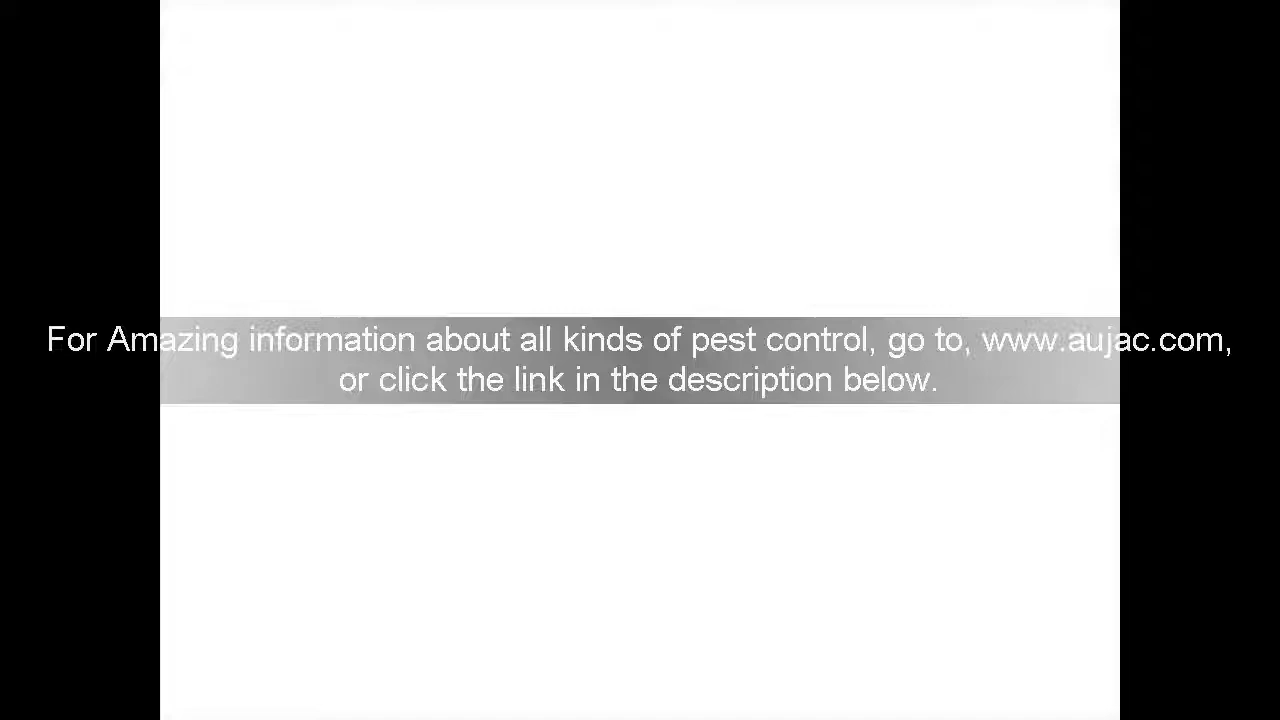 For Amazing information about all kinds of pest control, go to, www.aujac.com,
or click the link in the description below.